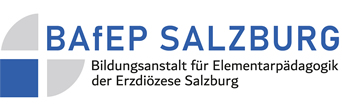 BAfEP SALZBURG
Bildungsanstalt für Elementarpädagogik
der Erzdiözese Salzburg